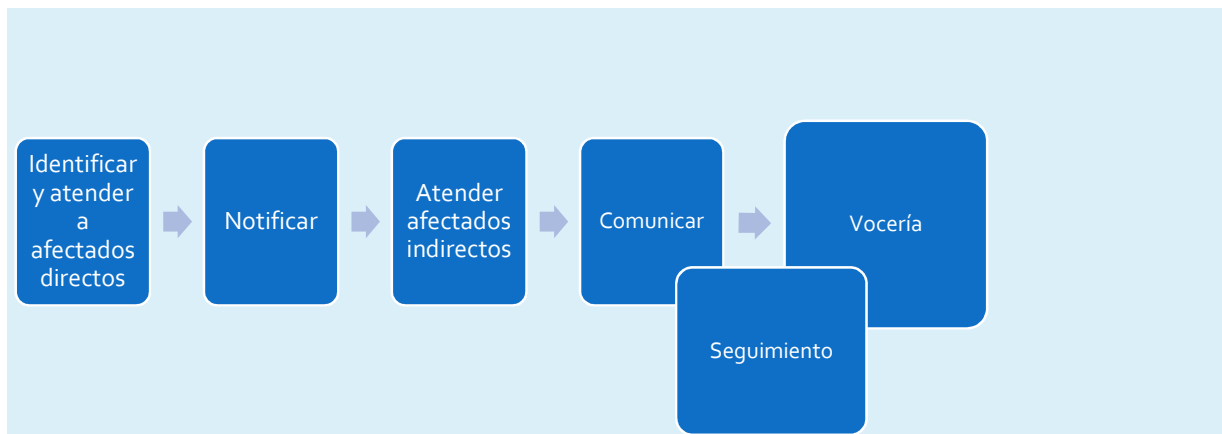 Identificar
y atender
a
afectados
directos
Notificar
Atender
afectados
indirectos
Comunicar
Vocería
Seguimiento